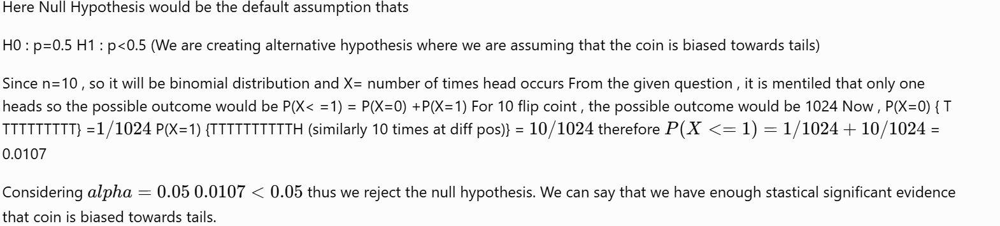 Here Null Hypothesis would be the default assumption thats
H0 : p=0.5 H1 : p<0.5 (We are creating alternative hypothesis where we are assuming that the coin is biased towards tails)
Since n=10 , so it will be binomial distribution and X= number of times head occurs From the given question , it is mentiled that only one
heads so the possible outcome would be P(X< =1) = P(X=0) +P(X=1) For 10 flip coint , the possible outcome would be 1024 Now , P(X=0) { T
TTTTTTTTT} =1/1024 P(X=1) {TTTTTTTTTTH (similarly 10 times at diff pos)} = 10/1024 therefore P(X <= 1) = 1/1024 + 10/1024 =
0.0107
Considering alpha = 0.05 0.0107 < 0.05 thus we reject the null hypothesis. We can say that we have enough stastical significant evidence
that coin is biased towards tails.